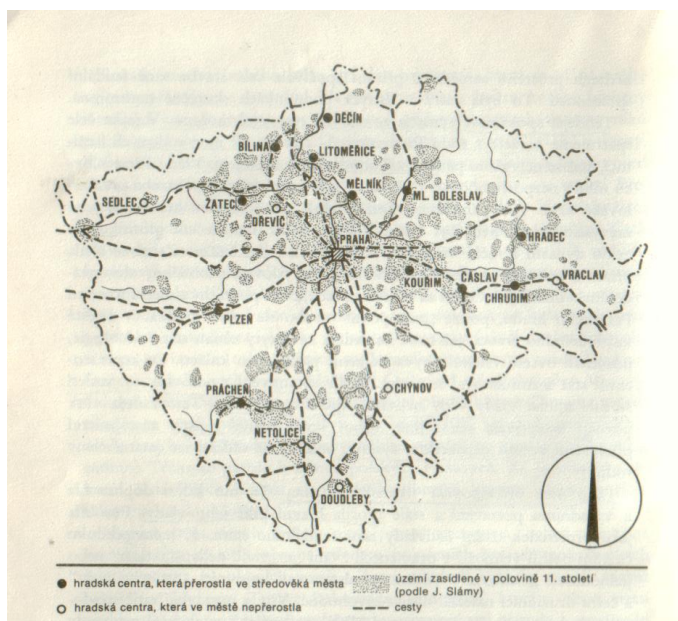 DĚČÍN
BÍLINA
LITOMĚŘICE
MĚLNÍK
SEDLEC
ŽATEC
ML. BOLESLAV
DŘEVÍČ
PRAHA
HRADEC
KOUŘIM
ČÁSLAV
VRACLAV
CHRUDIM
PLZEŇ
CHÝNOV
PRÁCHEŇ
NETOLICE
DOUDLEBY
hradská centra, která přerostla ve středověká města
území zasídlené v polovině 11. století
(podle J. Slámy)
hradská centra, která ve městě nepřerostla
cesty